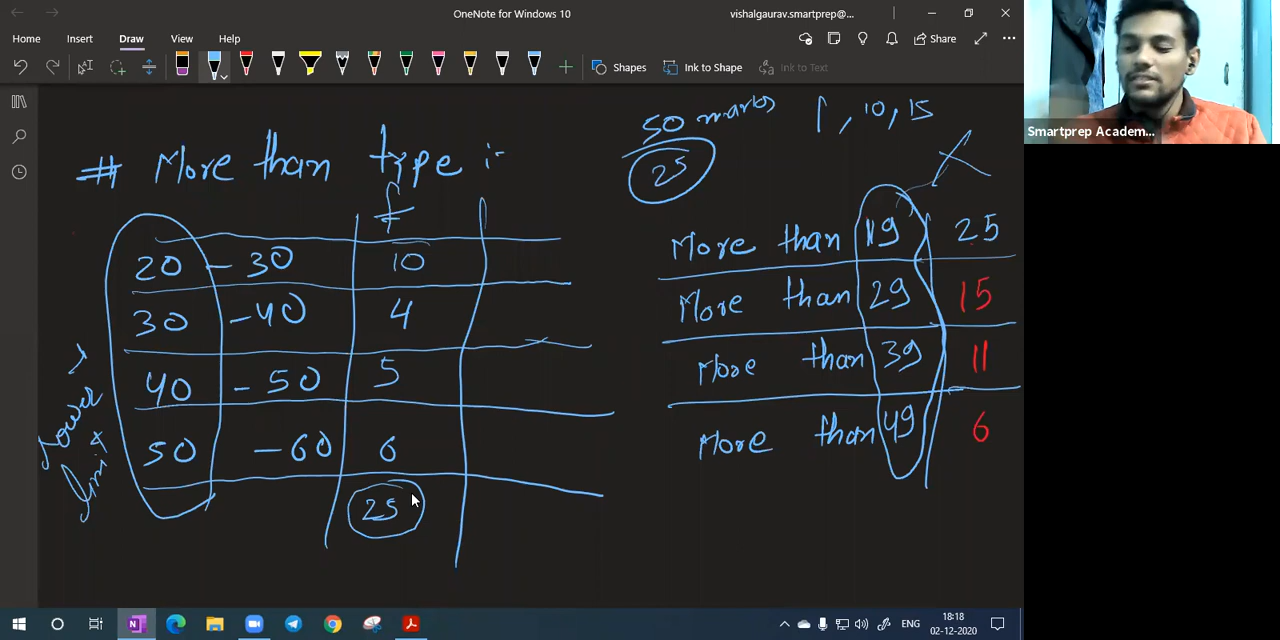 OneNote for Windows 10
vishalgaurav.smartprep@...
Home Insert Draw View Help
Share
Shapes
Ink to Shape
Ink to Text
Smartprep Academ...
50 marks 1, 10, 15
25
# More than type :-
f
20 - 30 10
30 - 40 4
40 - 50 5
50 - 60 6
25
Lower
limit
x
More than 19 25
More than 29 15
More than 39 11
More than 49 6
ENG
18:18
02-12-2020